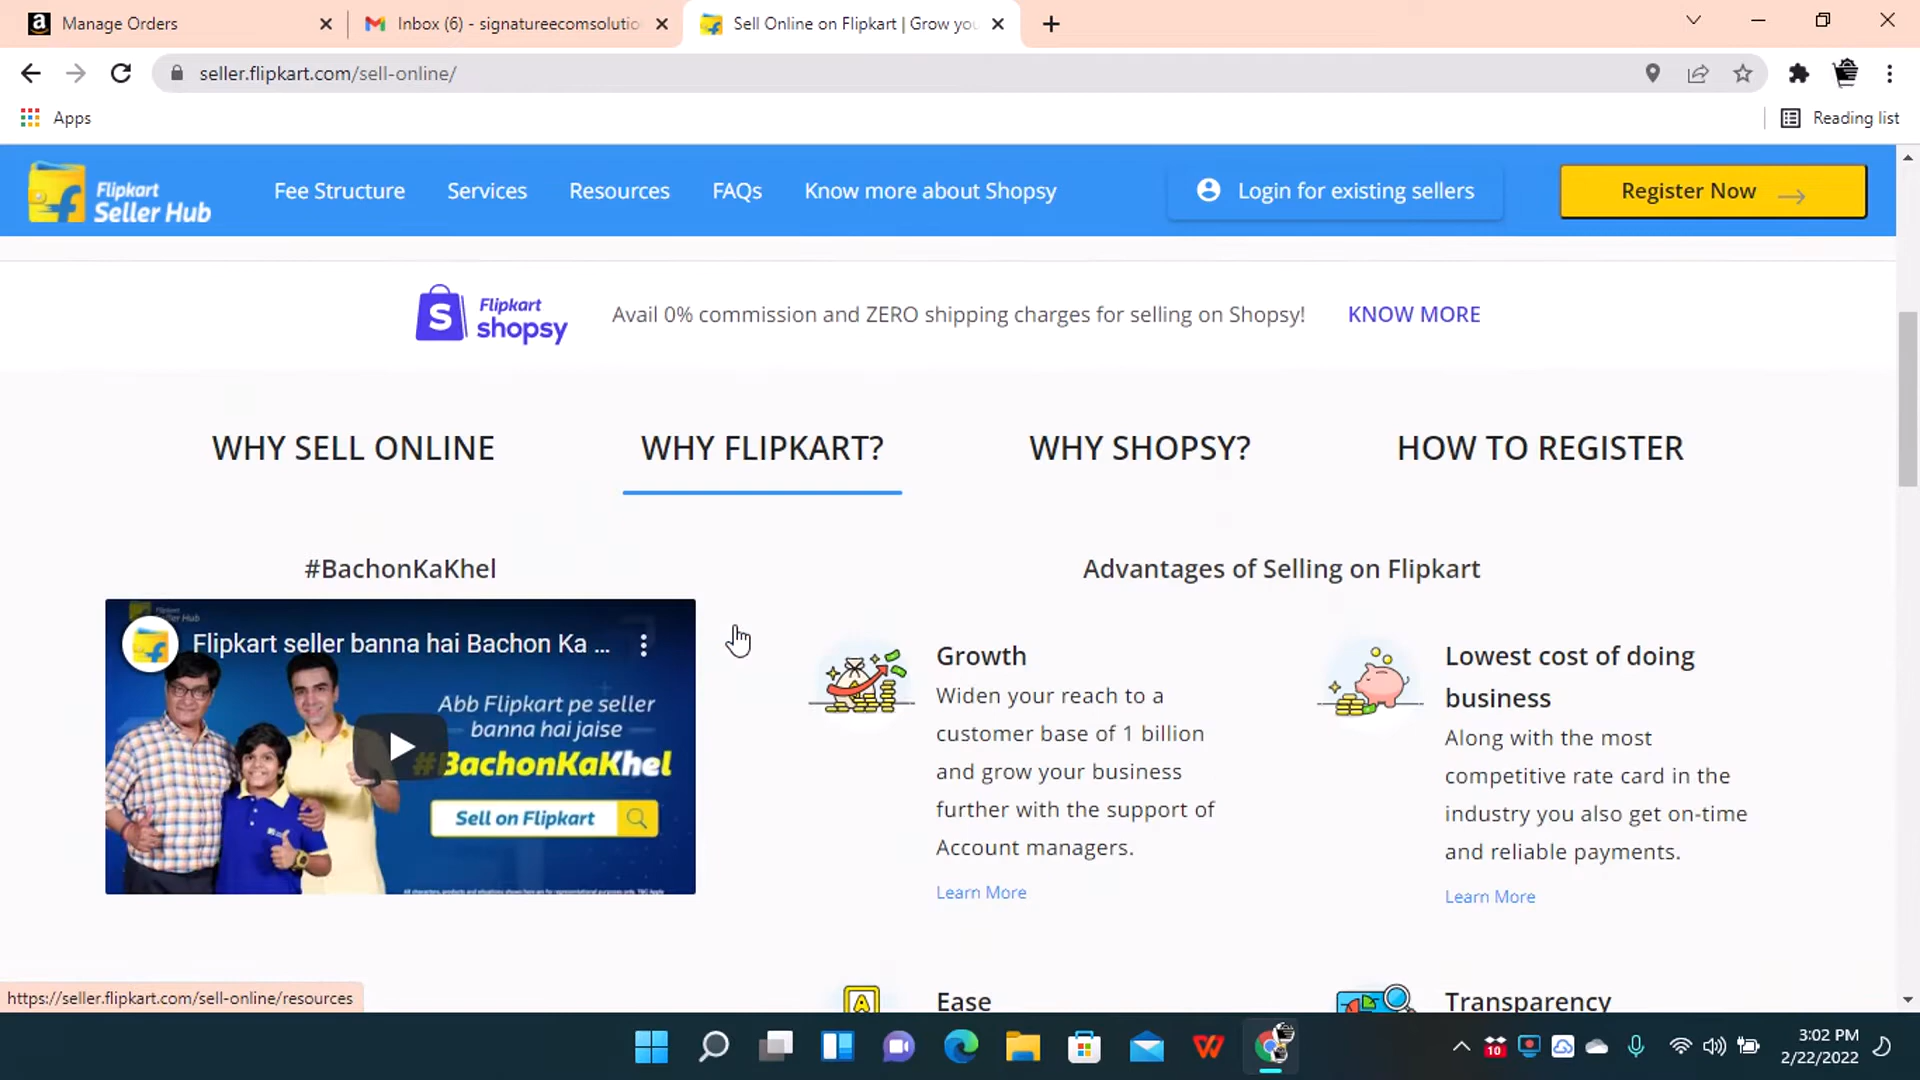 Manage Orders
Inbox (6) - signatureecomsolutio
Sell Online on Flipkart | Grow you
seller.flipkart.com/sell-online/
Apps
Reading list
Flipkart
Seller Hub
Fee Structure
Services
Resources
FAQs
Know more about Shopsy
Login for existing sellers
Register Now
S
Flipkart
shopsy
Avail 0% commission and ZERO shipping charges for selling on Shopsy!
KNOW MORE
WHY SELL ONLINE
WHY FLIPKART?
WHY SHOPSY?
HOW TO REGISTER
#BachonKaKhel
Flipkart seller banna hai Bachon Ka ...
Abb Flipkart pe seller
banna hai jaise
#BachonKaKhel
Sell on Flipkart
Advantages of Selling on Flipkart
Growth
Widen your reach to a
customer base of 1 billion
and grow your business
further with the support of
Account managers.
Learn More
Lowest cost of doing
business
Along with the most
competitive rate card in the
industry you also get on-time
and reliable payments.
Learn More
A
Ease
Transparency
https://seller.flipkart.com/sell-online/resources
10
3:02 PM
2/22/2022